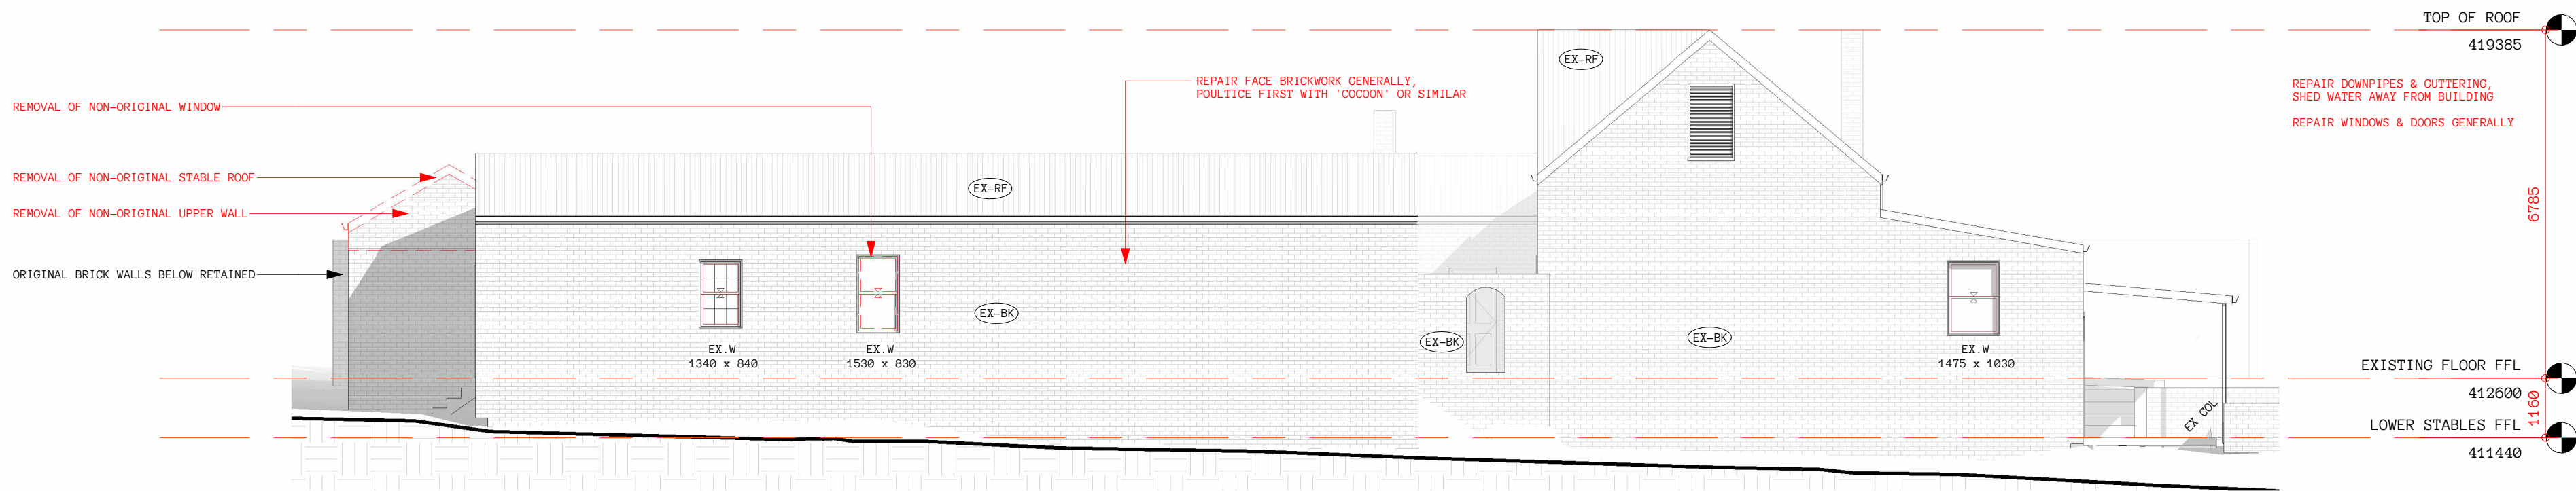 TOP OF ROOF
419385
EX-RF
REPAIR FACE BRICKWORK GENERALLY,
POULTICE FIRST WITH 'COCOON' OR SIMILAR
REPAIR DOWNPIPES & GUTTERING,
SHED WATER AWAY FROM BUILDING
REPAIR WINDOWS & DOORS GENERALLY
REMOVAL OF NON-ORIGINAL WINDOW
REMOVAL OF NON-ORIGINAL STABLE ROOF
EX-RF
REMOVAL OF NON-ORIGINAL UPPER WALL
6785
ORIGINAL BRICK WALLS BELOW RETAINED
EX-BK
EX-BK
EX-BK
EX.W
1340 x 840
EX.W
1530 x 830
EX.W
1475 x 1030
EXISTING FLOOR FFL
412600
1160
EX COL
LOWER STABLES FFL
411440